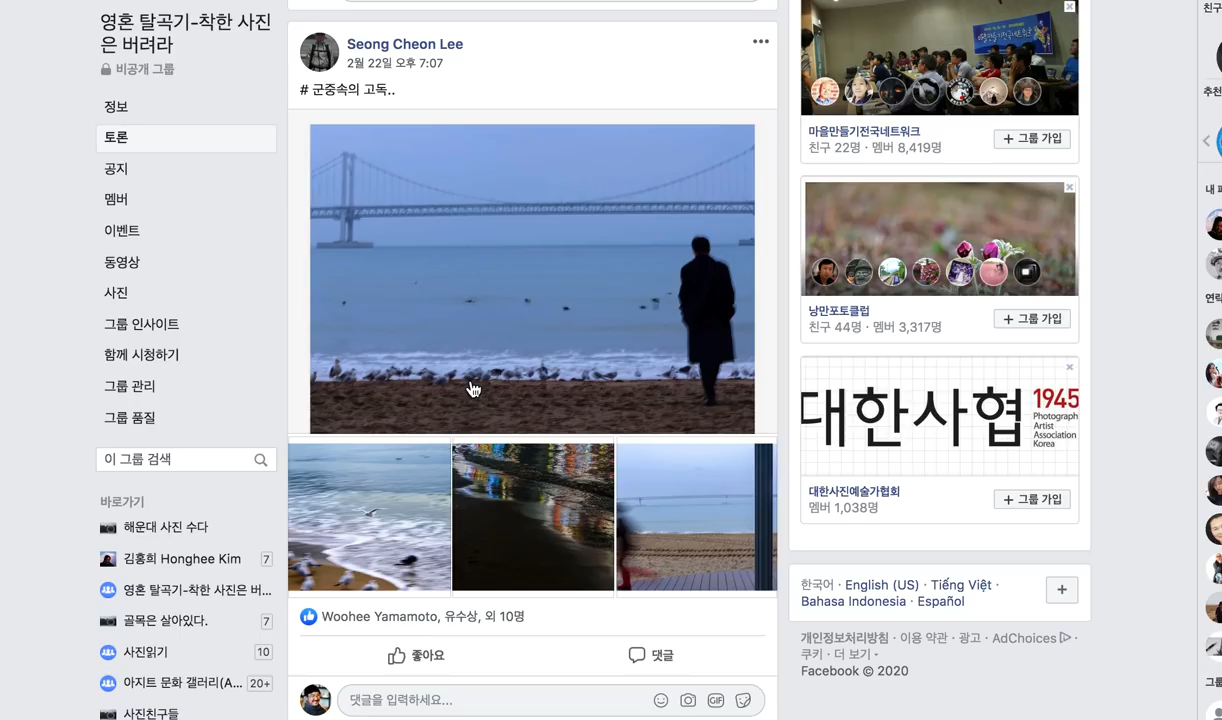 영혼 탈곡기-착한 사진
은 버려라
비공개 그룹
정보
토론
공지
멤버
이벤트
동영상
사진
그룹 인사이트
함께 시청하기
그룹 관리
그룹 품질
이 그룹 검색
바로가기
해운대 사진 수다
김홍희 Honghee Kim 7
영혼 탈곡기-착한 사진은 버...
골목은 살아있다. 7
사진읽기 10
아지트 문화 갤러리(A... 20+
사진친구들
Seong Cheon Lee
2월 22일 오후 7:07
# 군중속의 고독..
Woohee Yamamoto, 유수상, 외 10명
좋아요 댓글
댓글을 입력하세요...
GIF
마을만들기전국네트워크
친구 22명 · 멤버 8,419명
+ 그룹 가입
낭만포토클럽
친구 44명 · 멤버 3,317명
+ 그룹 가입
대한사협
1945
Photograph
Artist
Association
Korea
대한사진예술가협회
멤버 1,038명
+ 그룹 가입
한국어 · English (US) · Tiếng Việt ·
Bahasa Indonesia · Español
개인정보처리방침 · 이용 약관 · 광고 · AdChoices ·
쿠키 · 더 보기
Facebook © 2020
친구
추천
내 페
연락
그룹